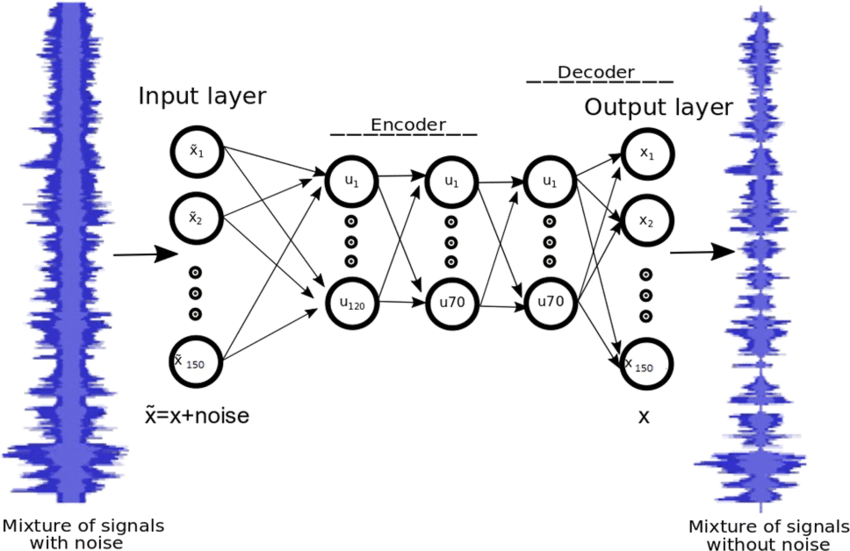 Decoder
Input layer
Output layer
Encoder
x̃1
x̃2
x̃150
u1
u120
u1
u70
u1
u70
x1
x2
x150
x̃=x+noise
x
Mixture of signals
with noise
Mixture of signals
without noise